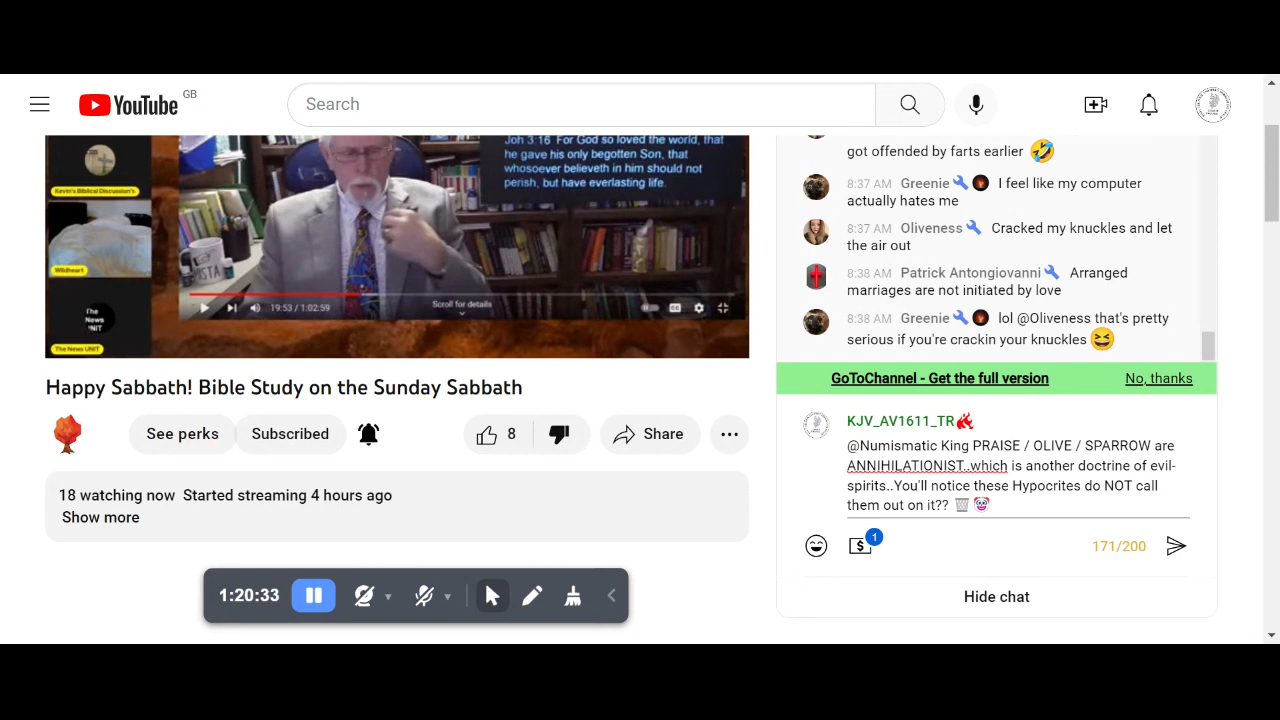 YouTube
GB
Search
Joh 3:16 For God so loved the world, that
he gave his only begotten Son, that
whosoever believeth in him should not
perish, but have everlasting life.
Kevin's Biblical Discussion's
Wildheart
The
News
UNIT
The News UNIT
19:53 / 1:02:59
Scroll for details
CC
Happy Sabbath! Bible Study on the Sunday Sabbath
See perks
Subscribed
8
Share
18 watching now Started streaming 4 hours ago
Show more
1:20:33
got offended by farts earlier 🤣
8:37 AM Greenie I feel like my computer
actually hates me
8:37 AM Oliveness Cracked my knuckles and let
the air out
8:38 AM Patrick Antongiovanni Arranged
marriages are not initiated by love
8:38 AM Greenie lol @Oliveness that's pretty
serious if you're crackin your knuckles 😆
GoToChannel - Get the full version
No, thanks
KJV_AV1611_TR🔥
@Numismatic King PRAISE / OLIVE / SPARROW are
ANNIHILATIONIST..which is another doctrine of evil-
spirits..You'll notice these Hypocrites do NOT call
them out on it?? 🗑️ 🤡
$
1
171/200
Hide chat